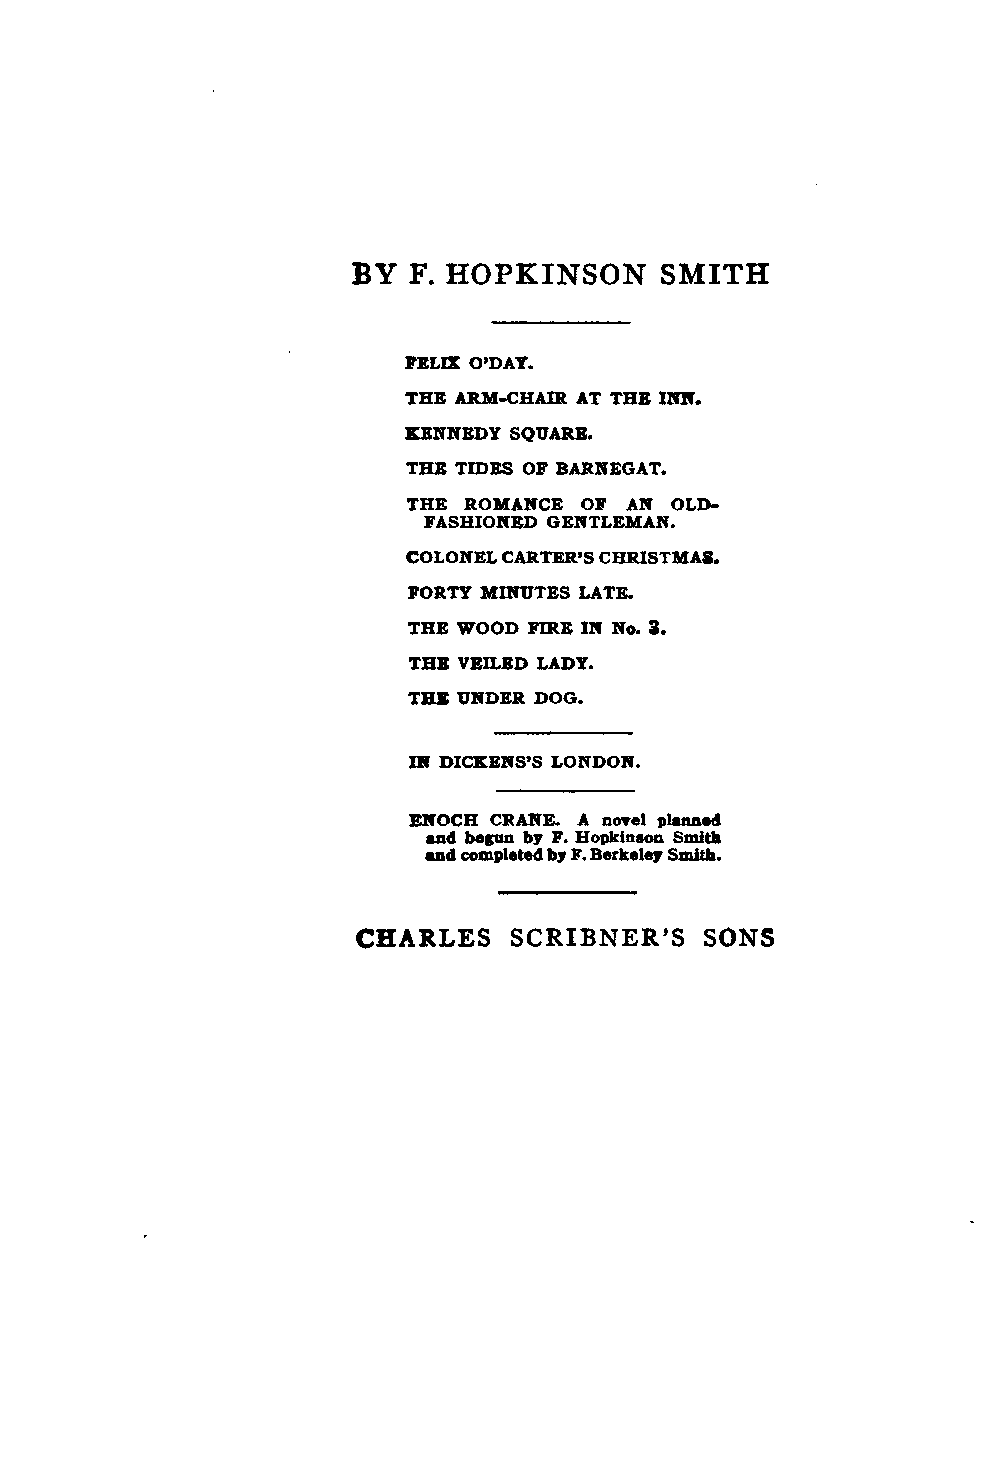 BY F. HOPKINSON SMITH
FELIX O'DAY.
THE ARM-CHAIR AT THE INN.
KENNEDY SQUARE.
THE TIDES OF BARNEGAT.
THE ROMANCE OF AN OLD-
FASHIONED GENTLEMAN.
COLONEL CARTER'S CHRISTMAS.
FORTY MINUTES LATE.
THE WOOD FIRE IN No. 3.
THE VEILED LADY.
THE UNDER DOG.
IN DICKENS'S LONDON.
ENOCH CRANE. A novel planned
and begun by F. Hopkinson Smith
and completed by F. Berkeley Smith.
CHARLES SCRIBNER'S SONS